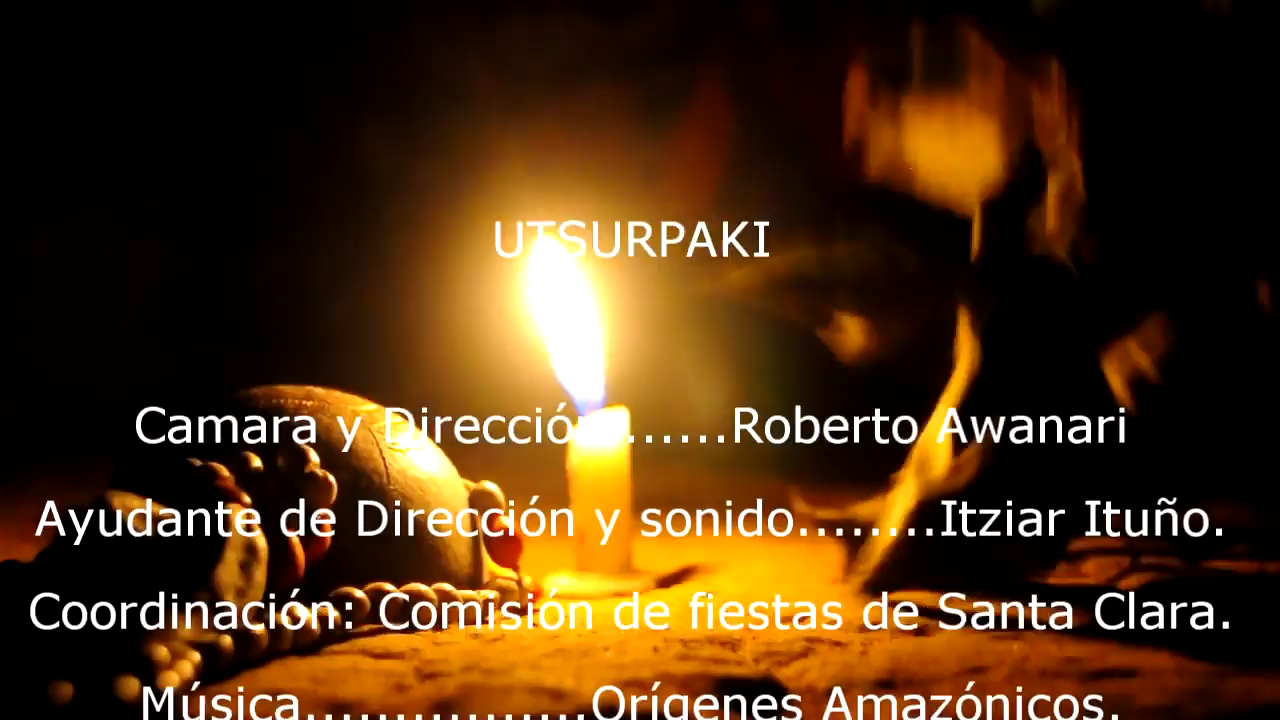 UTSURPAKI
Camara y Dirección.......Roberto Awanari
Ayudante de Dirección y sonido........Itziar Ituño.
Coordinación: Comisión de fiestas de Santa Clara.
Música................Orígenes Amazónicos.